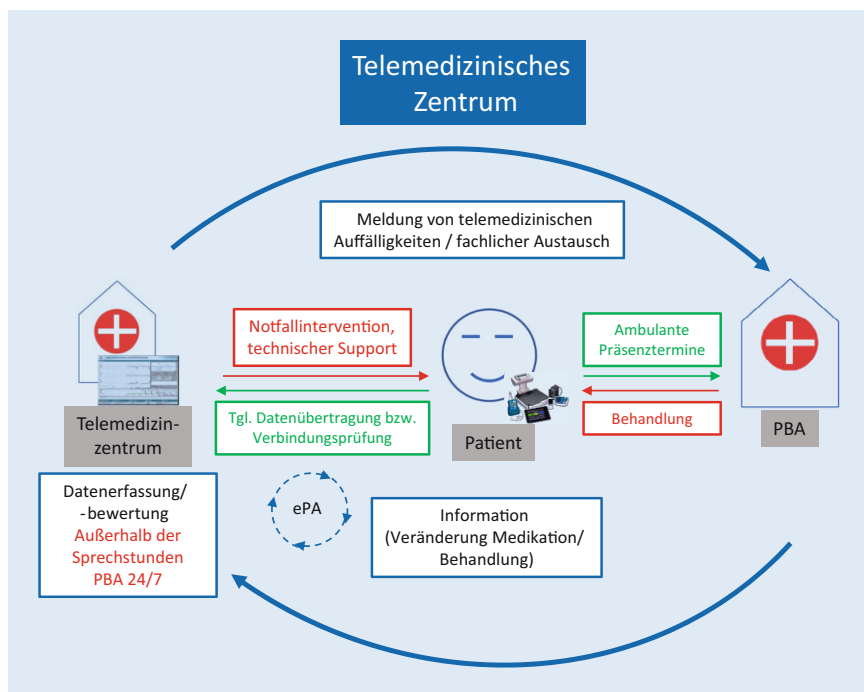 Telemedizinisches
Zentrum
Meldung von telemedizinischen
Auffälligkeiten / fachlicher Austausch
Notfallintervention,
technischer Support
Ambulante
Präsenztermine
Tgl. Datenübertragung bzw.
Verbindungsprüfung
Behandlung
Telemedizin-
zentrum
Patient
PBA
Datenerfassung/
-bewertung
Außerhalb der
Sprechstunden
PBA 24/7
ePA
Information
(Veränderung Medikation/
Behandlung)